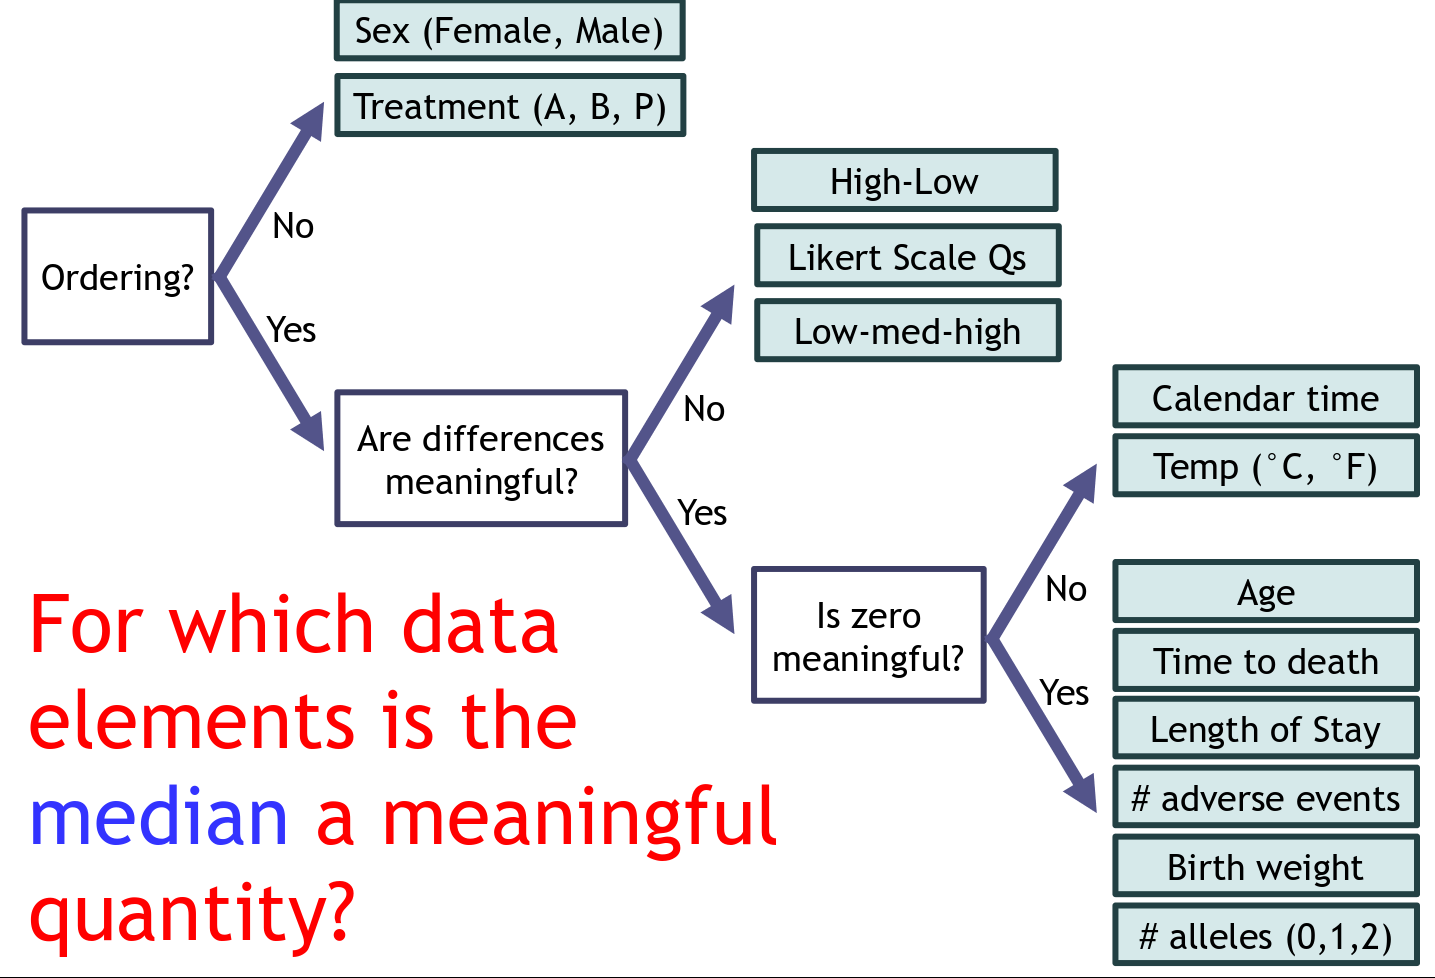 Sex (Female, Male)
Treatment (A, B, P)
High-Low
No
Likert Scale Qs
Ordering?
Yes
Low-med-high
Calendar time
No
Are differences
meaningful?
Temp (°C, °F)
Yes
No
Age
Is zero
meaningful?
Time to death
Yes
Length of Stay
# adverse events
Birth weight
# alleles (0,1,2)
For which data
elements is the
median a meaningful
quantity?